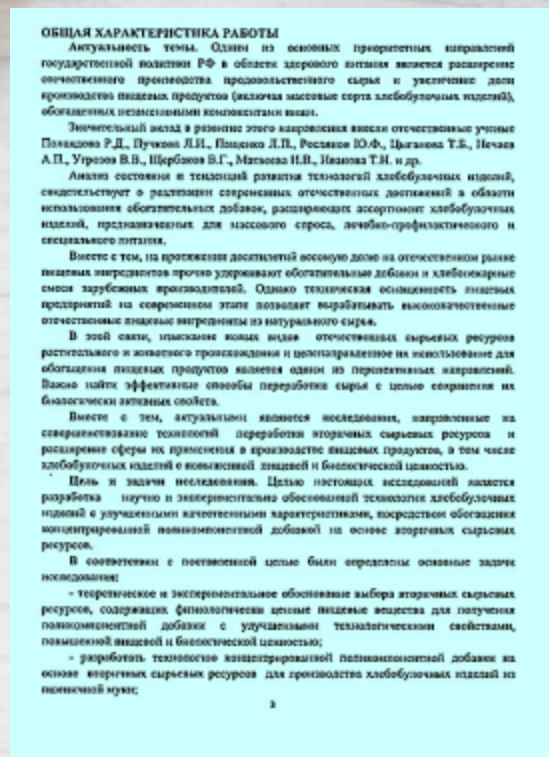 ОБЩАЯ ХАРАКТЕРИСТИКА РАБОТЫ
Актуальность темы. Одним из основных приоритетных направлений
государственной политики РФ в области здорового питания является расширение
отечественного производства продовольственного сырья и увеличение доли
производства пищевых продуктов (включая массовые сорта хлебобулочных изделий),
обогащенных незаменимыми компонентами пищи.
Значительный вклад в развитие этого направления внесли отечественные ученые
Поландова Р.Д., Пучкова Л.И., Пащенко Л.П., Росляков Ю.Ф., Цыганова Т.Б., Нечаев
А.П., Угрозов В.В., Щербаков В.Г., Матвеева И.В., Иванова Т.Н. и др.
Анализ состояния и тенденций развития технологий хлебобулочных изделий,
свидетельствует о реализации современных отечественных достижений в области
использования обогатительных добавок, расширяющих ассортимент хлебобулочных
изделий, предназначенных для массового спроса, лечебно-профилактического и
специального питания.
Вместе с тем, на протяжении десятилетий весомую долю на отечественном рынке
пищевых ингредиентов прочно удерживают обогатительные добавки и хлебопекарные
смеси зарубежных производителей. Однако техническая оснащенность пищевых
предприятий на современном этапе позволяет вырабатывать высококачественные
отечественные пищевые ингредиенты из натурального сырья.
В этой связи, изыскание новых видов отечественных сырьевых ресурсов
растительного и животного происхождения и целенаправленное их использование для
обогащения пищевых продуктов является одним из перспективных направлений.
Важно найти эффективные способы переработки сырья с целью сохранения их
биологически активных свойств.
Вместе с тем, актуальными являются исследования, направленные на
совершенствование технологий переработки вторичных сырьевых ресурсов и
расширение сферы их применения в производстве пищевых продуктов, в том числе
хлебобулочных изделий с повышенной пищевой и биологической ценностью.
Цель и задачи исследования. Целью настоящих исследований является
разработка научно и экспериментально обоснованной технологии хлебобулочных
изделий с улучшенными качественными характеристиками, посредством обогащения
концентрированной поликомпонентной добавкой на основе вторичных сырьевых
ресурсов.
В соответствии с поставленной целью были определены основные задачи
исследования:
- теоретическое и экспериментальное обоснование выбора вторичных сырьевых
ресурсов, содержащих физиологически ценные пищевые вещества для получения
поликомпонентной добавки с улучшенными технологическими свойствами,
повышенной пищевой и биологической ценностью;
- разработать технологию концентрированной поликомпонентной добавки на
основе вторичных сырьевых ресурсов для производства хлебобулочных изделий из
пшеничной муки;
3